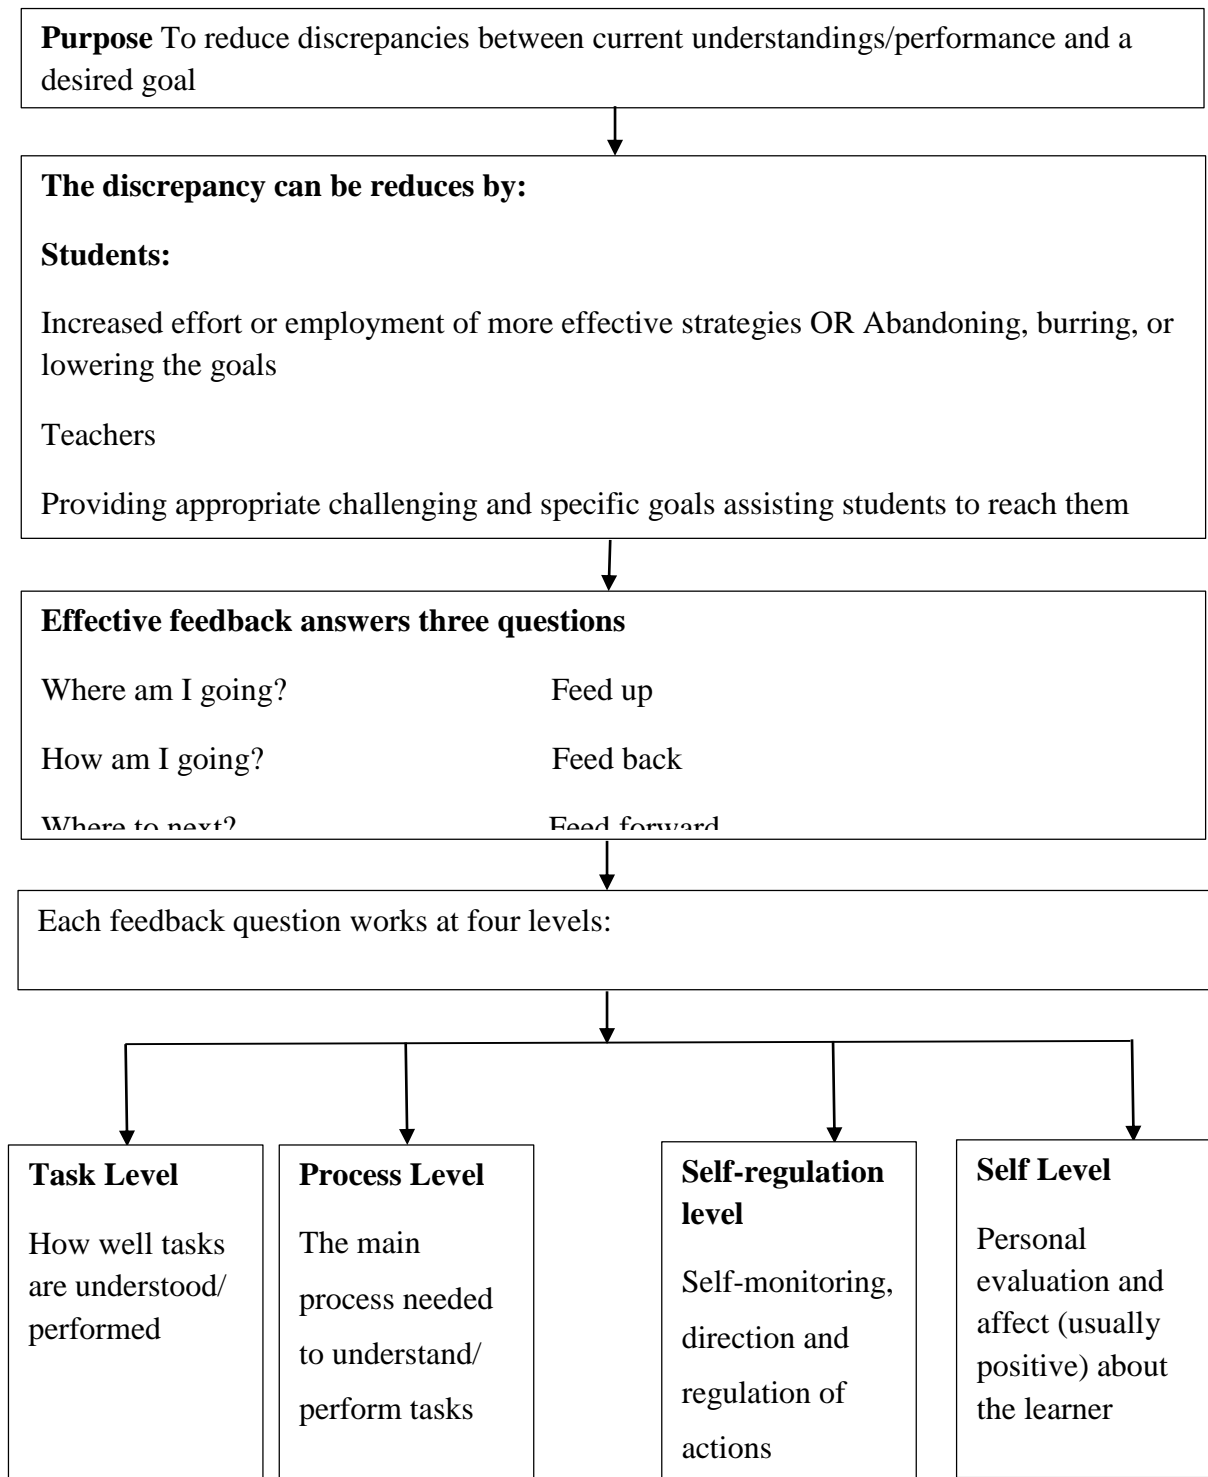 Purpose To reduce discrepancies between current understandings/performance and a
desired goal
The discrepancy can be reduces by:
Students:
Increased effort or employment of more effective strategies OR Abandoning, burring, or
lowering the goals
Teachers
Providing appropriate challenging and specific goals assisting students to reach them
Effective feedback answers three questions
Where am I going? Feed up
How am I going? Feed back
Where to next? Feed forward
Each feedback question works at four levels:
Task Level
How well tasks
are understood/
performed
Process Level
The main
process needed
to understand/
perform tasks
Self-regulation
level
Self-monitoring,
direction and
regulation of
actions
Self Level
Personal
evaluation and
affect (usually
positive) about
the learner